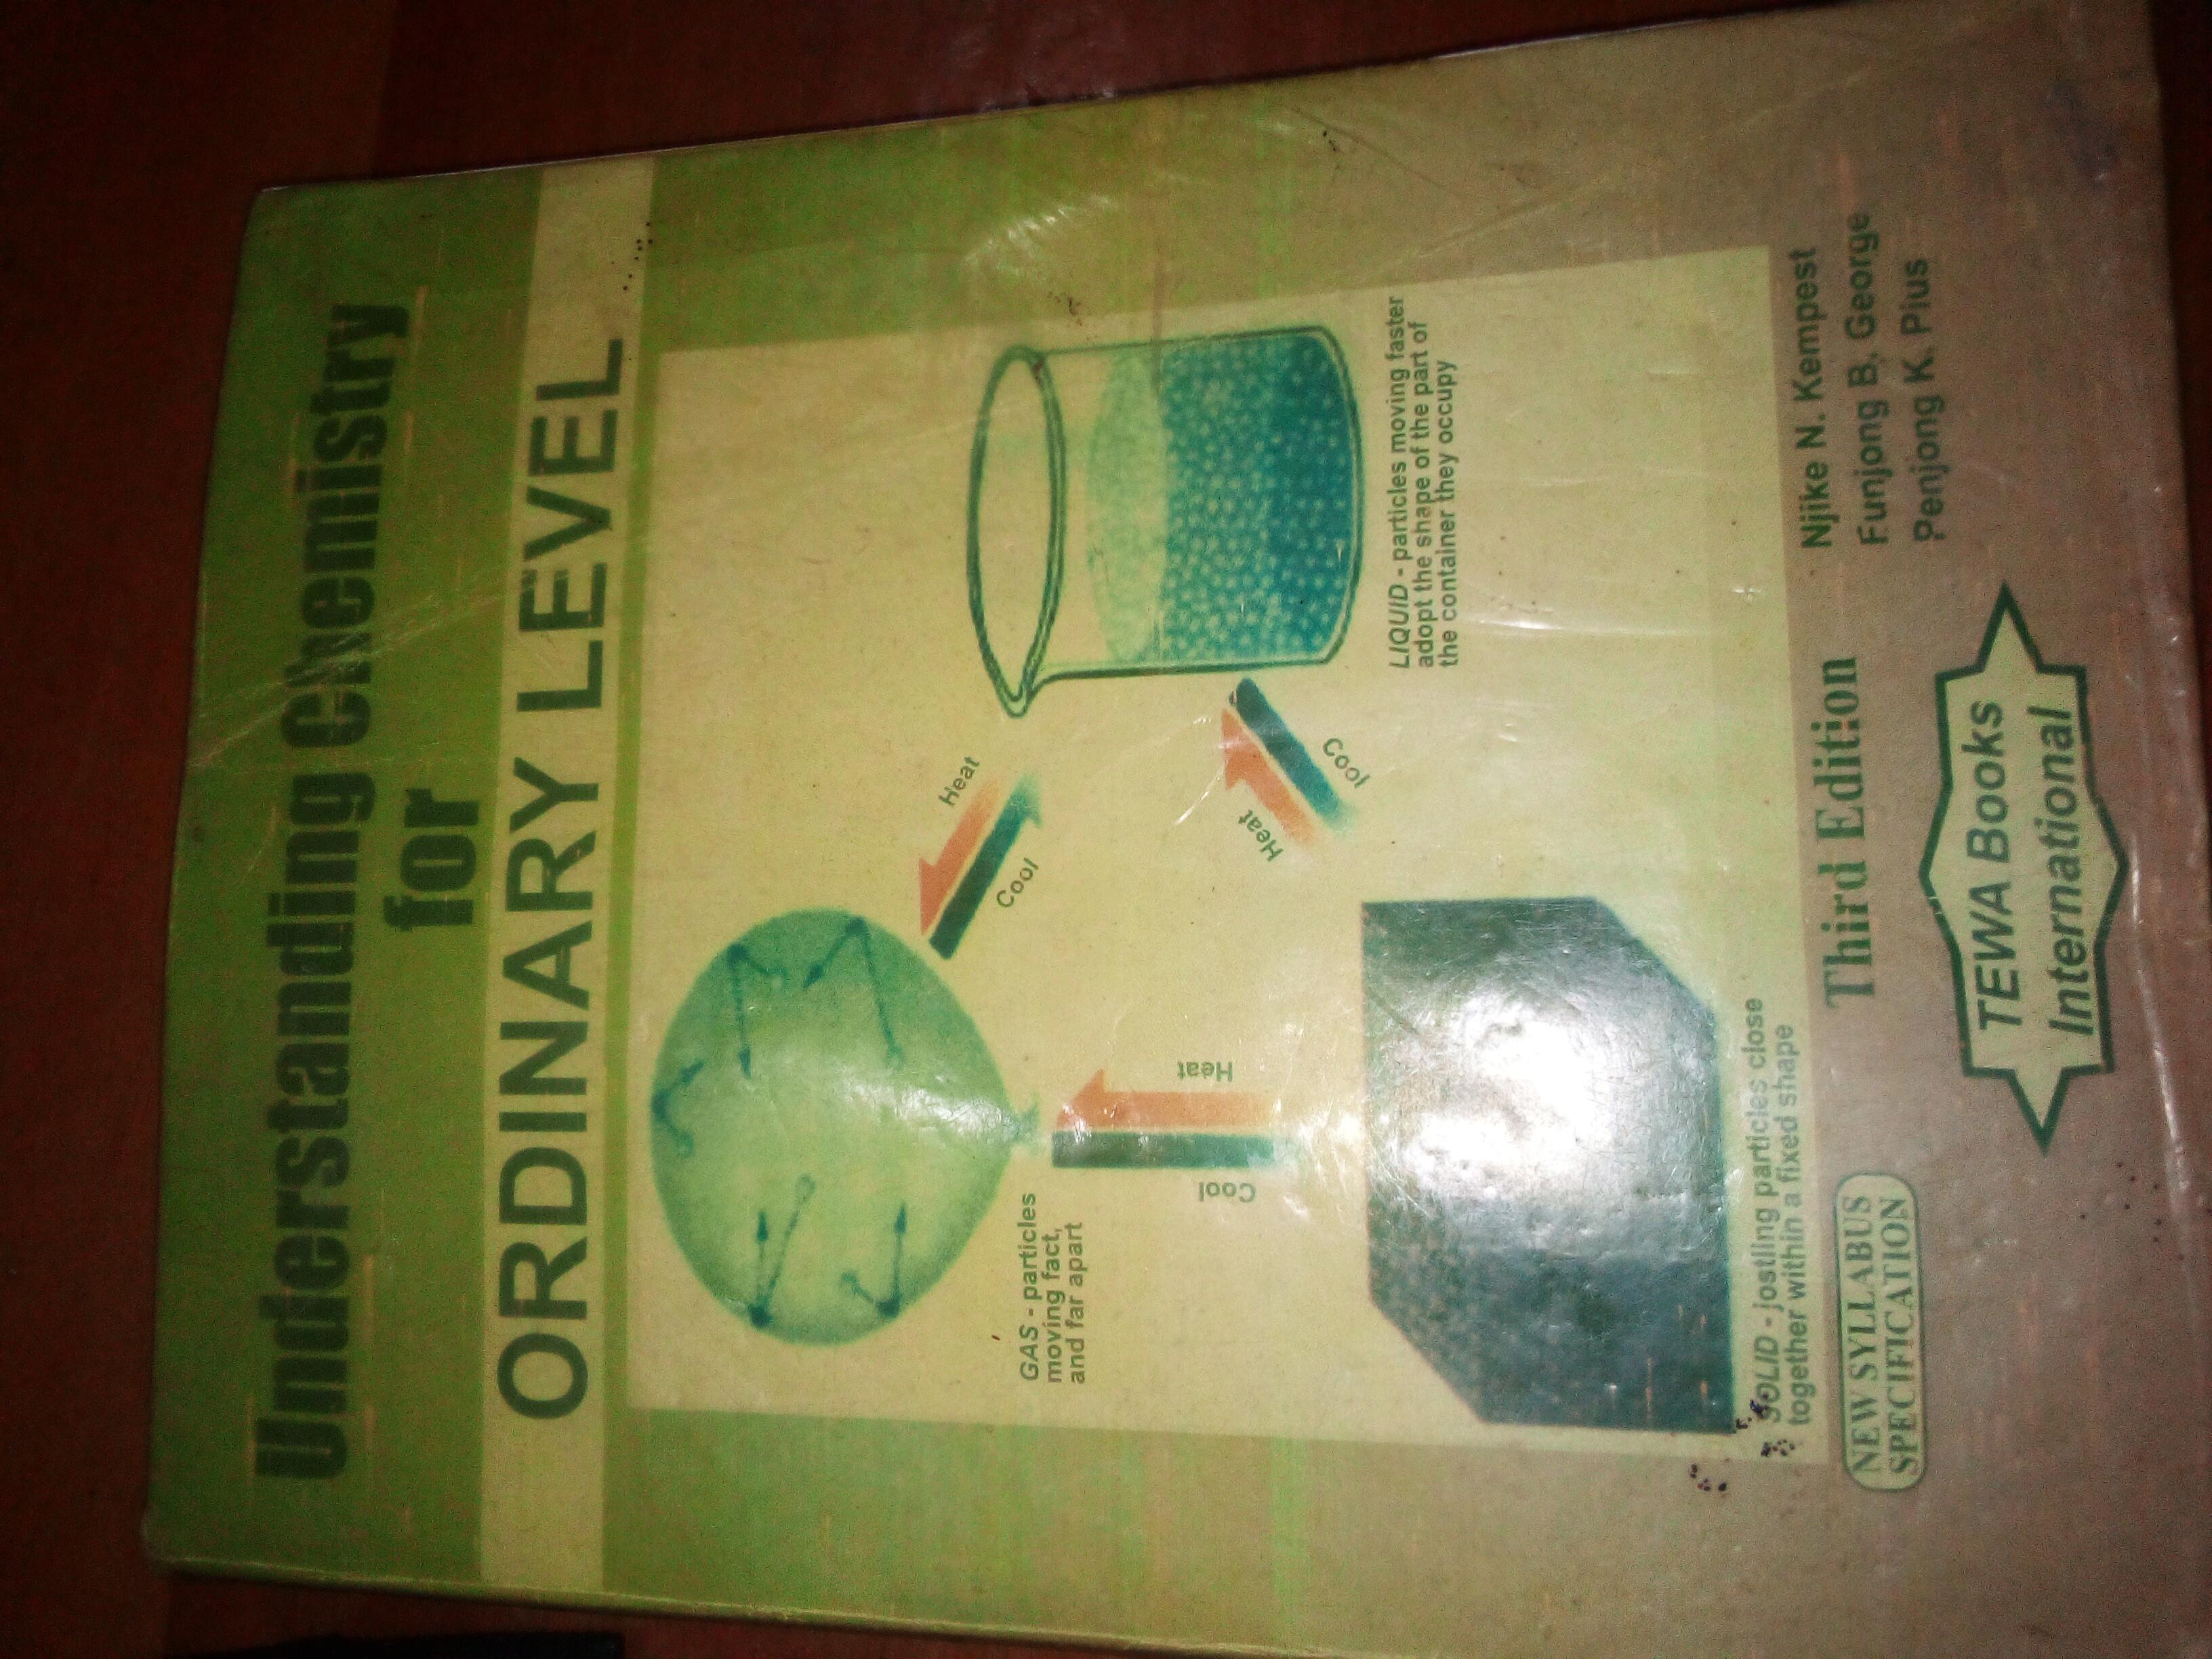 Understanding Chemistry
for
ORDINARY LEVEL
Heat
Cool
GAS - particles
moving fact,
and far apart
Cool
Heat
Heat
Cool
LIQUID - particles moving faster
adopt the shape of the part of
the container they occupy
SOLID - jostling particles close
together within a fixed shape
NEW SYLLABUS
SPECIFICATION
Third Edition
Njike N. Kempest
Funjong B. George
Penjong K. Pius
TEWA Books
International